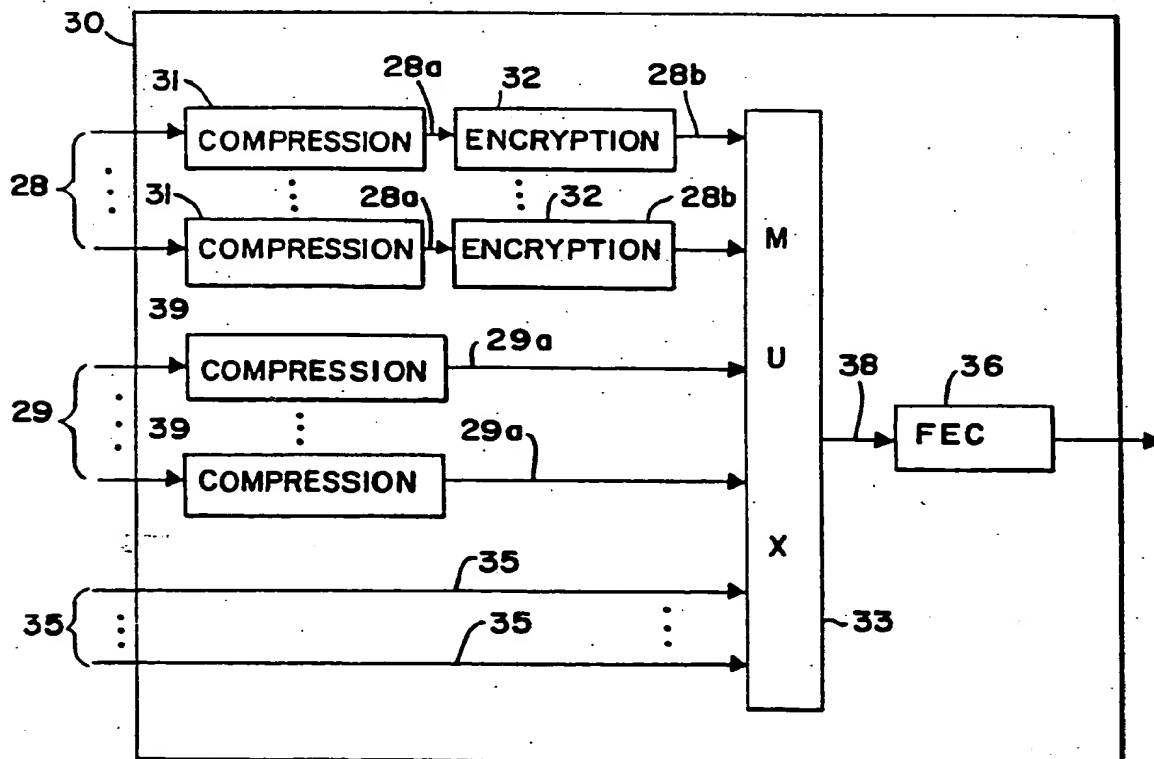 30
31 28a 32 28b
COMPRESSION ENCRYPTION
28
31 28a 32 28b
COMPRESSION ENCRYPTION
M
39
29a
COMPRESSION
U
38 36
29
39
29a
FEC
COMPRESSION
X
35
35 35
33